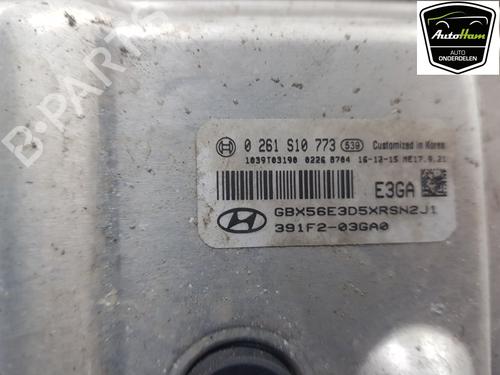 AutoHam
AUTO
ONDERDELEN
B-PARTS
0 261 S10 773 539 Customized in Korea
1039T03190 0226 8704 16-12-15 ME17.9.21
E3GA
GBX56E3D5XRSN2J1
391F2-03GA0